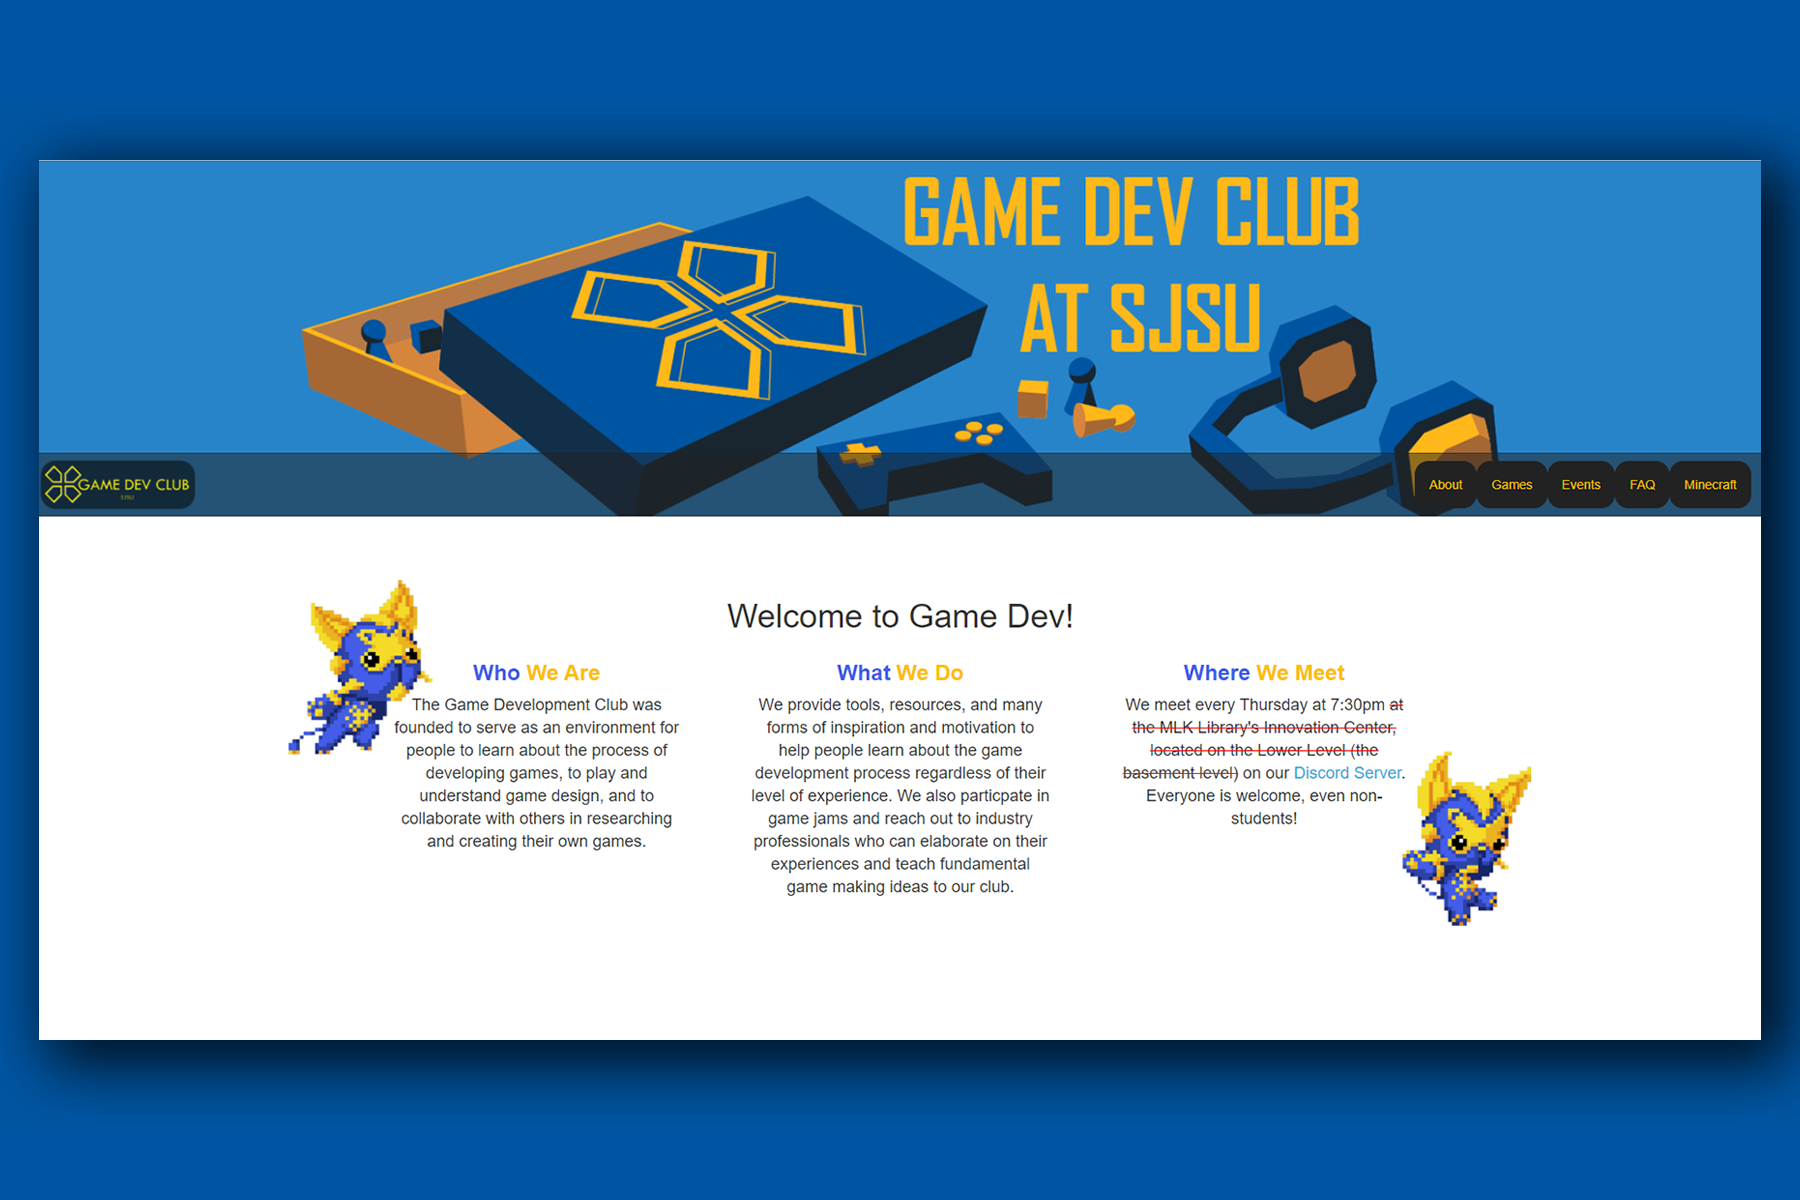 GAME DEV CLUB
AT SJSU
GAME DEV CLUB
SJSU
About Games Events FAQ Minecraft
Welcome to Game Dev!
Who We Are
The Game Development Club was
founded to serve as an environment for
people to learn about the process of
developing games, to play and
understand game design, and to
collaborate with others in researching
and creating their own games.
What We Do
We provide tools, resources, and many
forms of inspiration and motivation to
help people learn about the game
development process regardless of their
level of experience. We also particpate in
game jams and reach out to industry
professionals who can elaborate on their
experiences and teach fundamental
game making ideas to our club.
Where We Meet
We meet every Thursday at 7:30pm at
the MLK Library's Innovation Center,
located on the Lower Level (the
basement level) on our Discord Server.
Everyone is welcome, even non-
students!